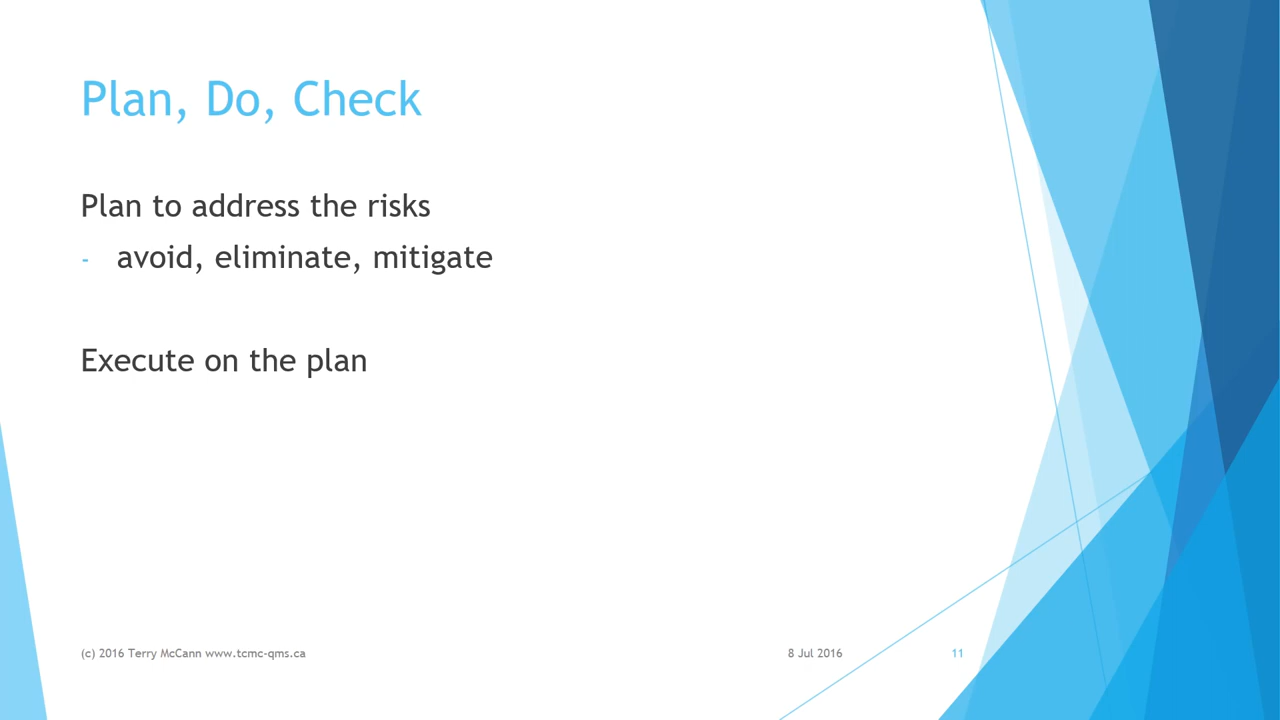 Plan, Do, Check
Plan to address the risks
- avoid, eliminate, mitigate
Execute on the plan
(c) 2016 Terry McCann www.tcmc-qms.ca
8 Jul 2016
11